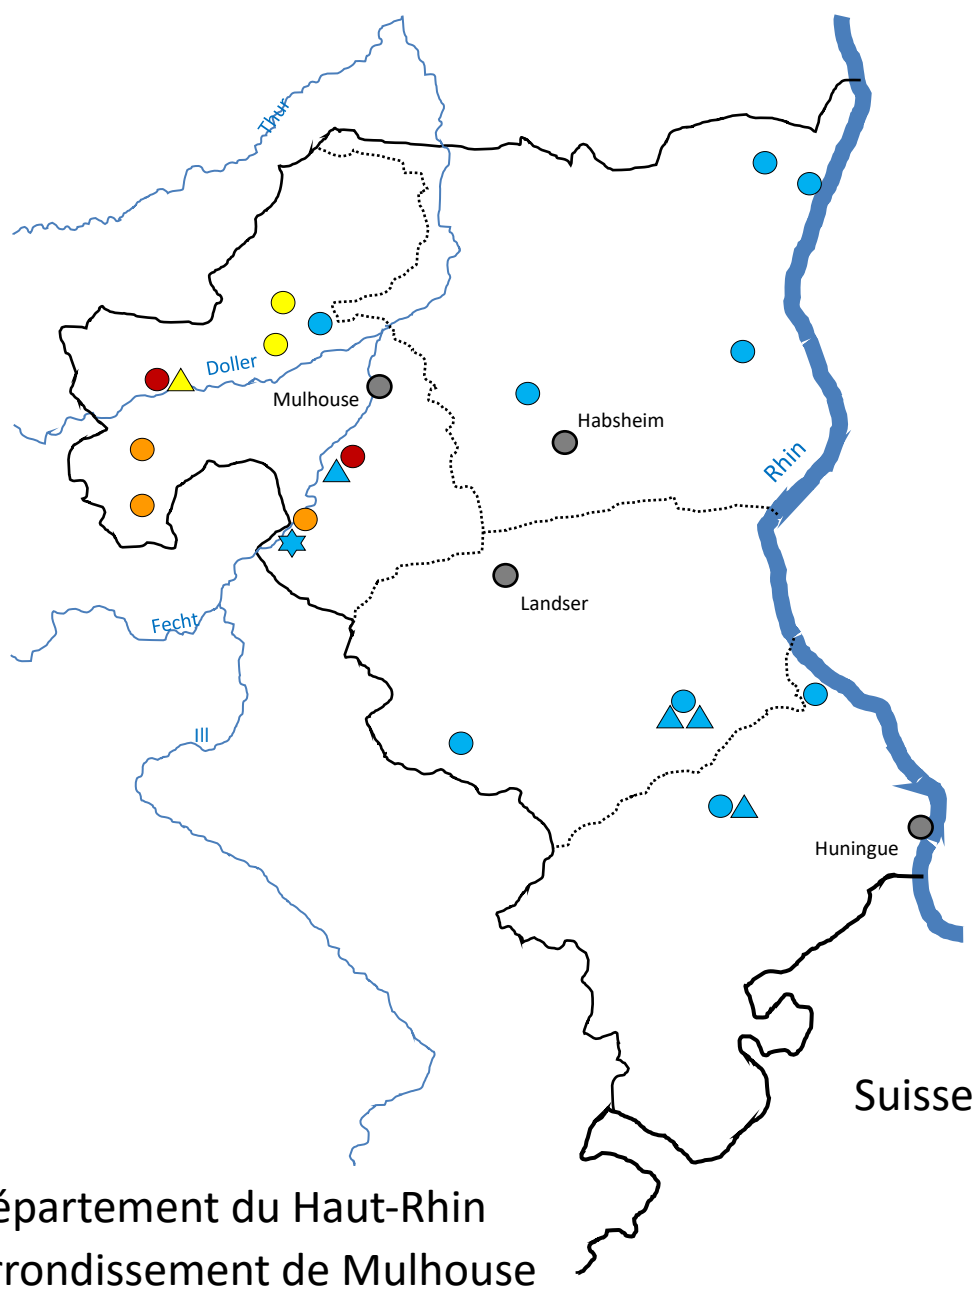 Thur
Doller
Mulhouse
Habsheim
Rhin
Landser
Fecht
Ill
Huningue
Suisse
épartement du Haut-Rhin
rrondissement de Mulhouse